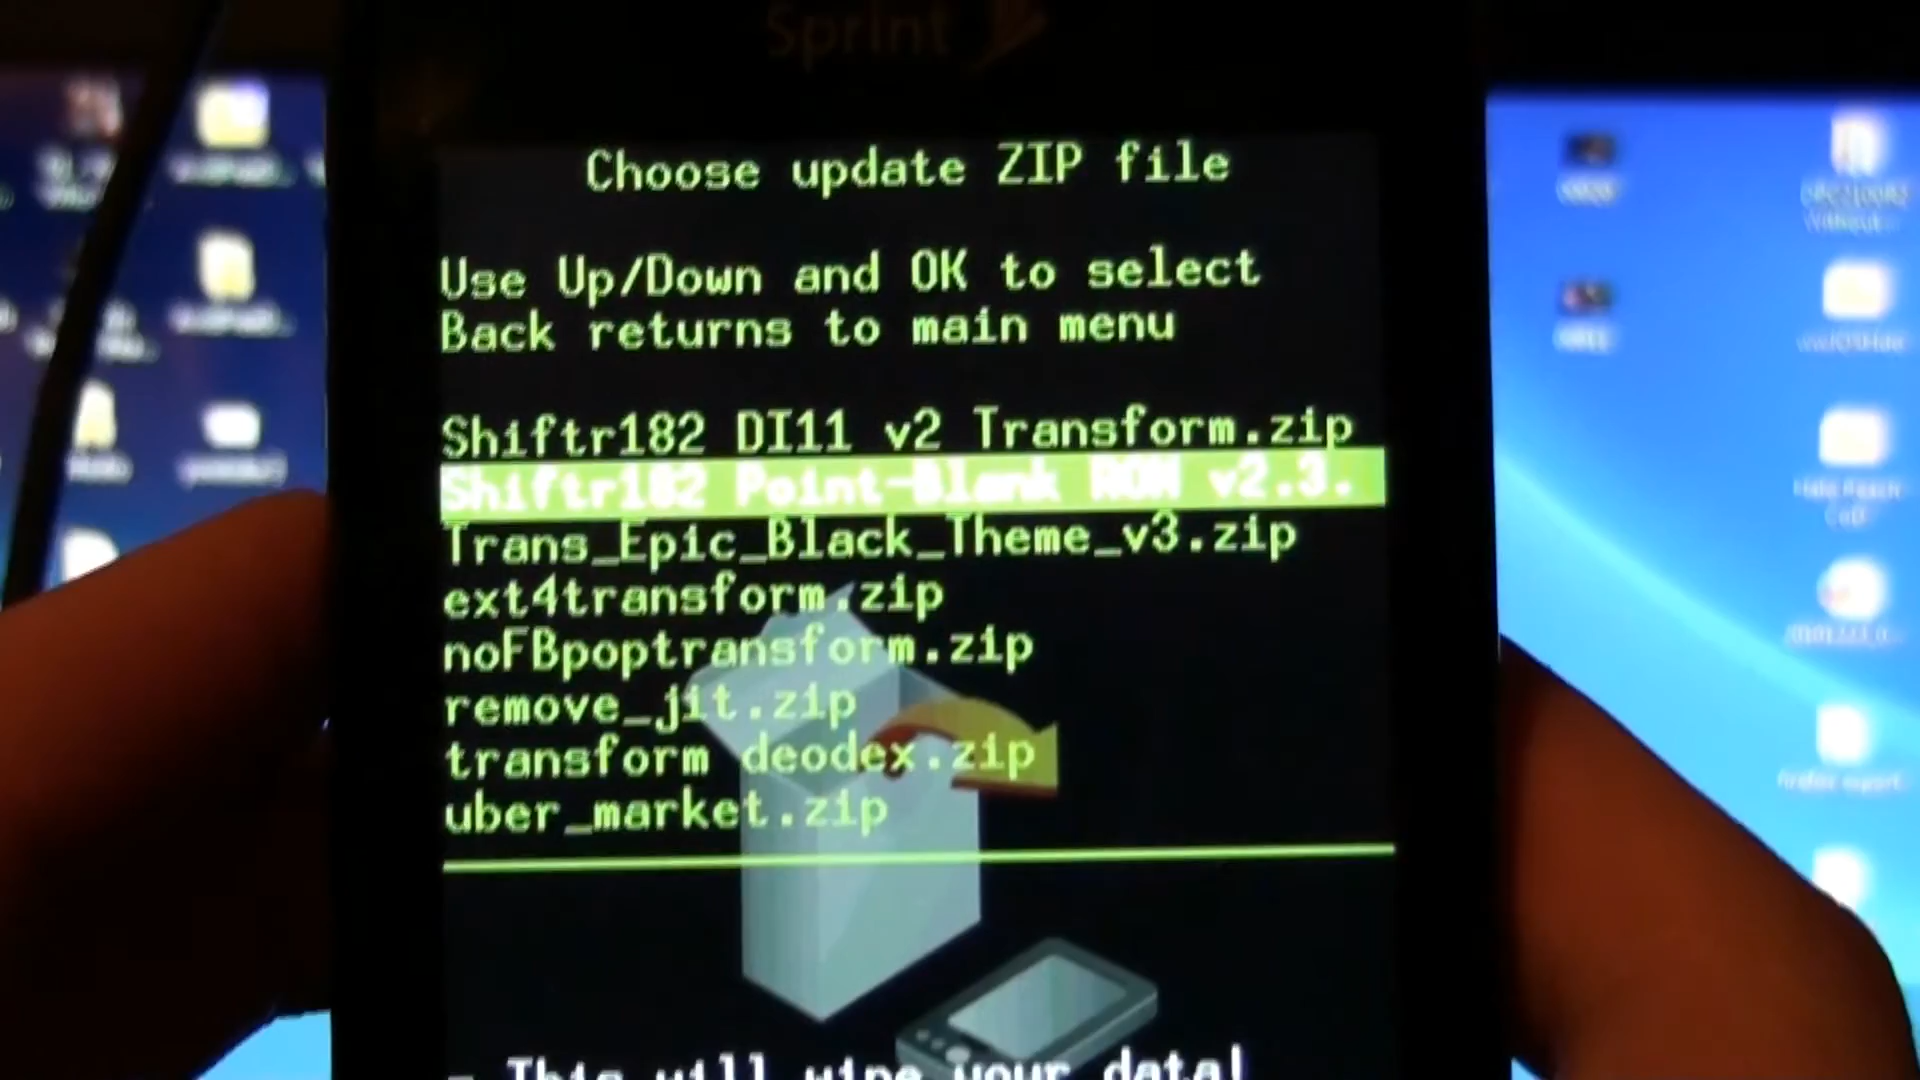 Sprint
Choose update ZIP file
Use Up/Down and OK to select
Back returns to main menu
Shiftr182 DI11 v2 Transform.zip
Shiftr182 Point-Blank ROM v2.3.
Trans_Epic_Black_Theme_v3.zip
ext4transform.zip
noFBpoptransform.zip
remove_jit.zip
transform deodex.zip
uber_market.zip
- This will wipe your data!